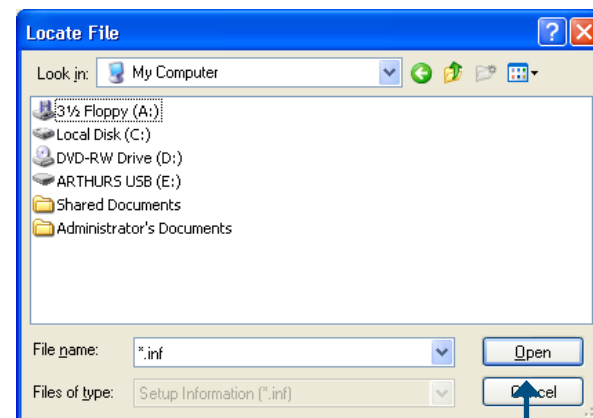 Locate File
Look in: My Computer
3½ Floppy (A:)
Local Disk (C:)
DVD-RW Drive (D:)
ARTHURS USB (E:)
Shared Documents
Administrator's Documents
File name: *.inf Open
Files of type: Setup Information (*.inf) Cancel